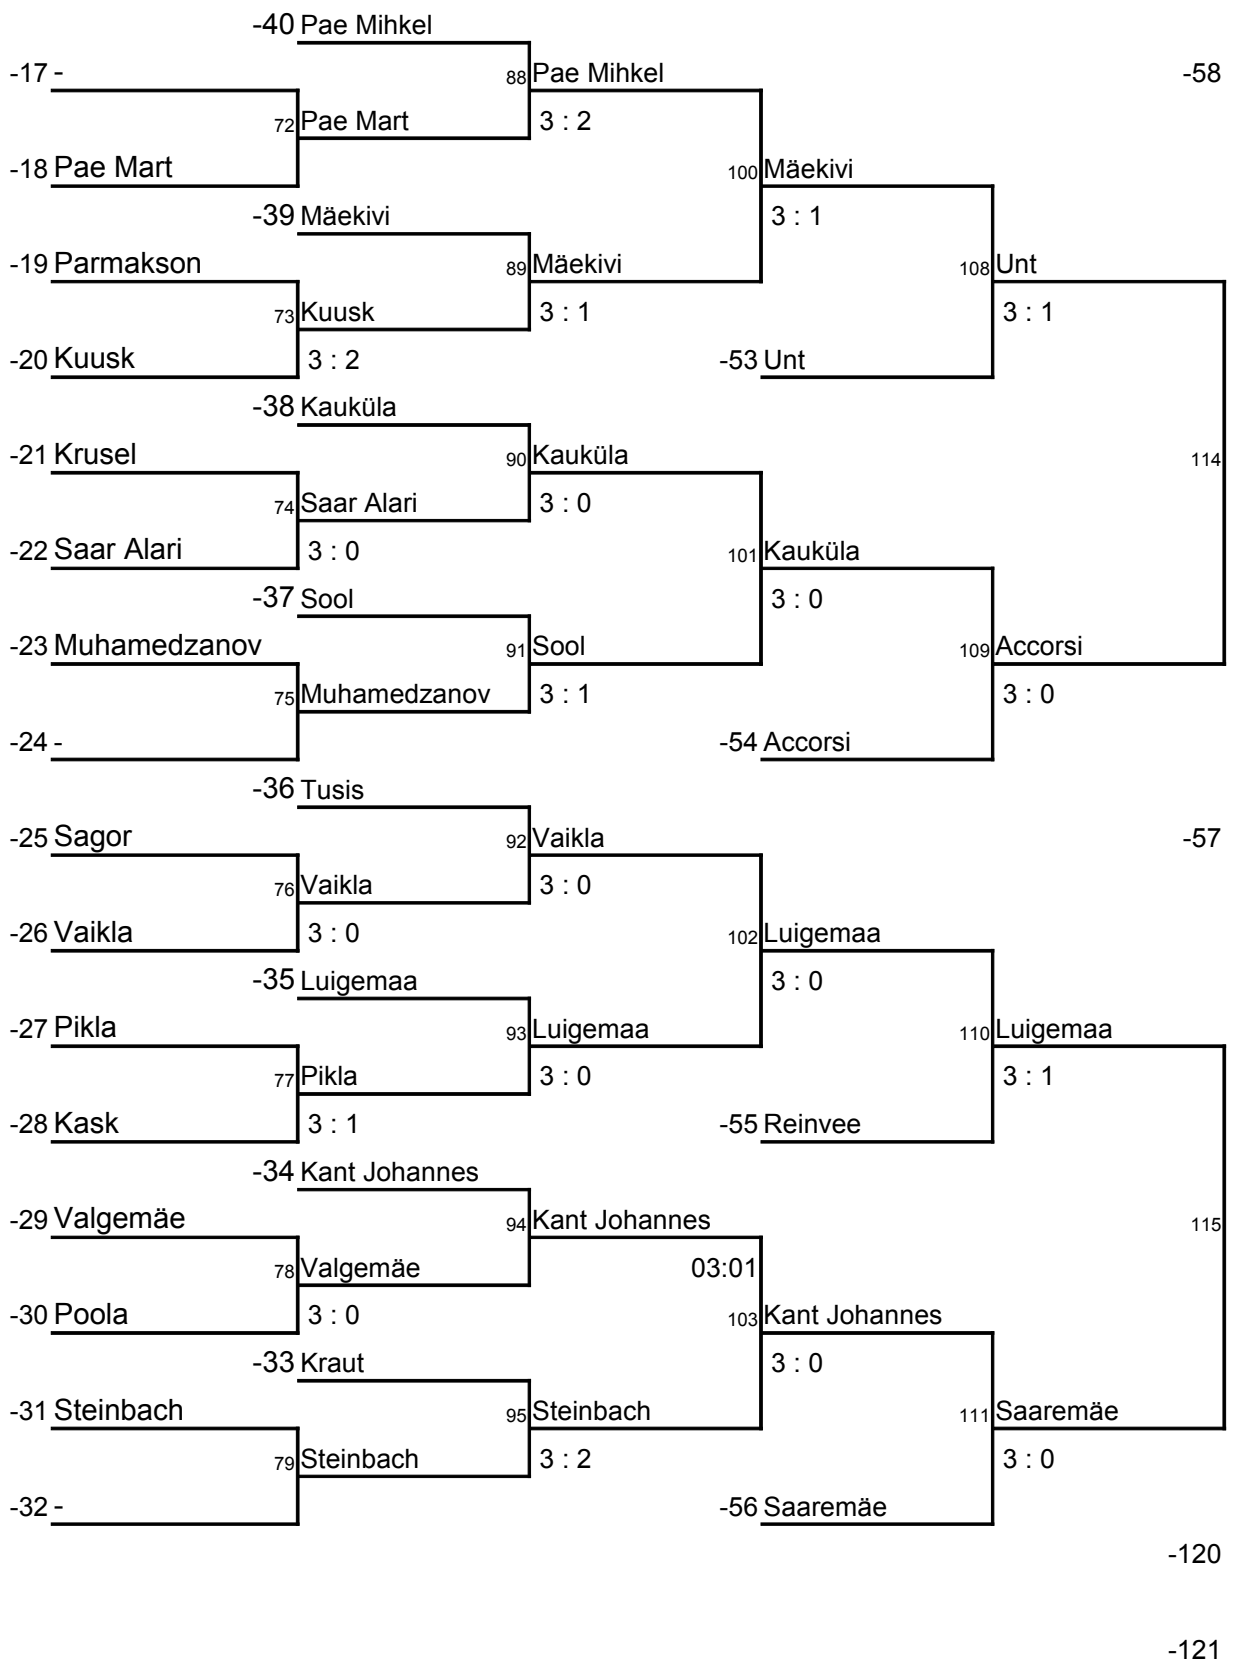 -40 Pae Mihkel
-17 - 88 Pae Mihkel -58
72 Pae Mart 3 : 2
-18 Pae Mart 100 Mäekivi
-39 Mäekivi 3 : 1
-19 Parmakson 89 Mäekivi 108 Unt
73 Kuusk 3 : 1 3 : 1
-20 Kuusk 3 : 2 -53 Unt
-38 Kauküla
-21 Krusel 90 Kauküla 114
74 Saar Alari 3 : 0
-22 Saar Alari 3 : 0 101 Kauküla
-37 Sool 3 : 0
-23 Muhamedzanov 91 Sool 109 Accorsi
75 Muhamedzanov 3 : 1 3 : 0
-24 - -54 Accorsi
-36 Tusis
-25 Sagor 92 Vaikla -57
76 Vaikla 3 : 0
-26 Vaikla 3 : 0 102 Luigemaa
-35 Luigemaa 3 : 0
-27 Pikla 93 Luigemaa 110 Luigemaa
77 Pikla 3 : 0 3 : 1
-28 Kask 3 : 1 -55 Reinvee
-34 Kant Johannes
-29 Valgemäe 94 Kant Johannes 115
78 Valgemäe 03:01
-30 Poola 3 : 0 103 Kant Johannes
-33 Kraut 3 : 0
-31 Steinbach 95 Steinbach 111 Saaremäe
79 Steinbach 3 : 2 3 : 0
-32 - -56 Saaremäe
-120
-121